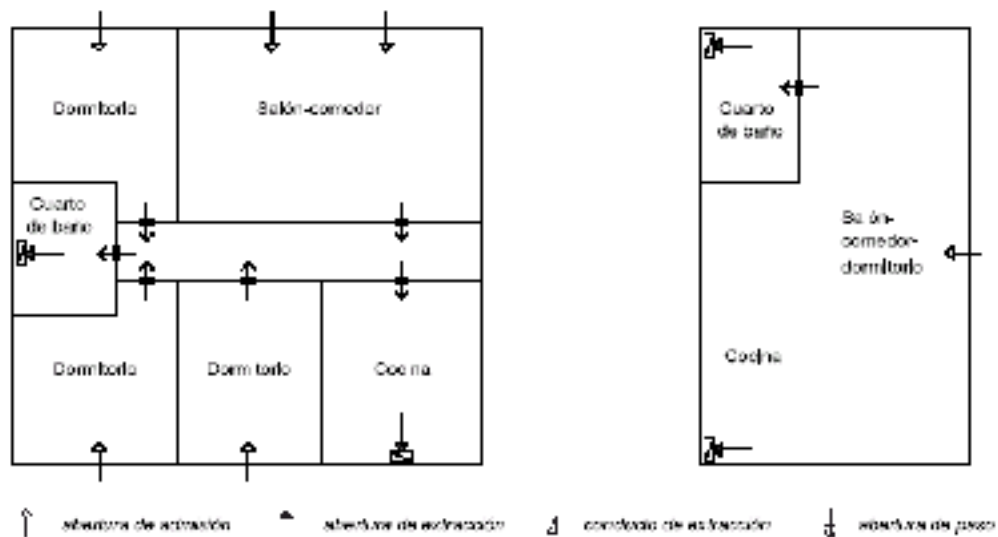 Dormitorio
Salón-comedor
Cuarto
de baño
Dormitorio
Dormitorio
Cocina
Cuarto
de baño
Salón-
comedor-
dormitorio
Cocina
abertura de admisión
abertura de extracción
conducto de extracción
abertura de paso